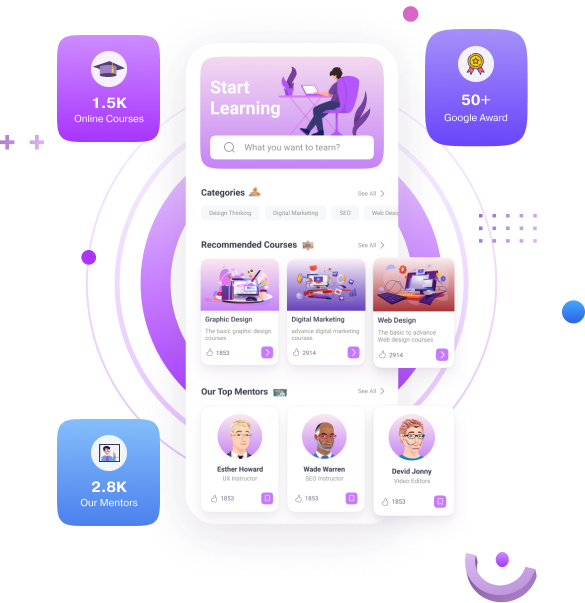 1.5K
Online Courses
50+
Google Award
Start
Learning
What you want to tearn?
Categories
See All
Design Thinking
Digital Marketing
SEO
Web Desi
Recommended Courses
See All
Graphic Design
The basic graphic design
courses
1853
Digital Marketing
advance digital marketing
courses
2914
Web Design
The basic to advance
Web design courses
2914
Our Top Mentors
See All
Esther Howard
UX Instructor
1853
Wade Warren
SEO Instructor
1853
Devid Jonny
Video Editors
1853
2.8K
Our Mentors